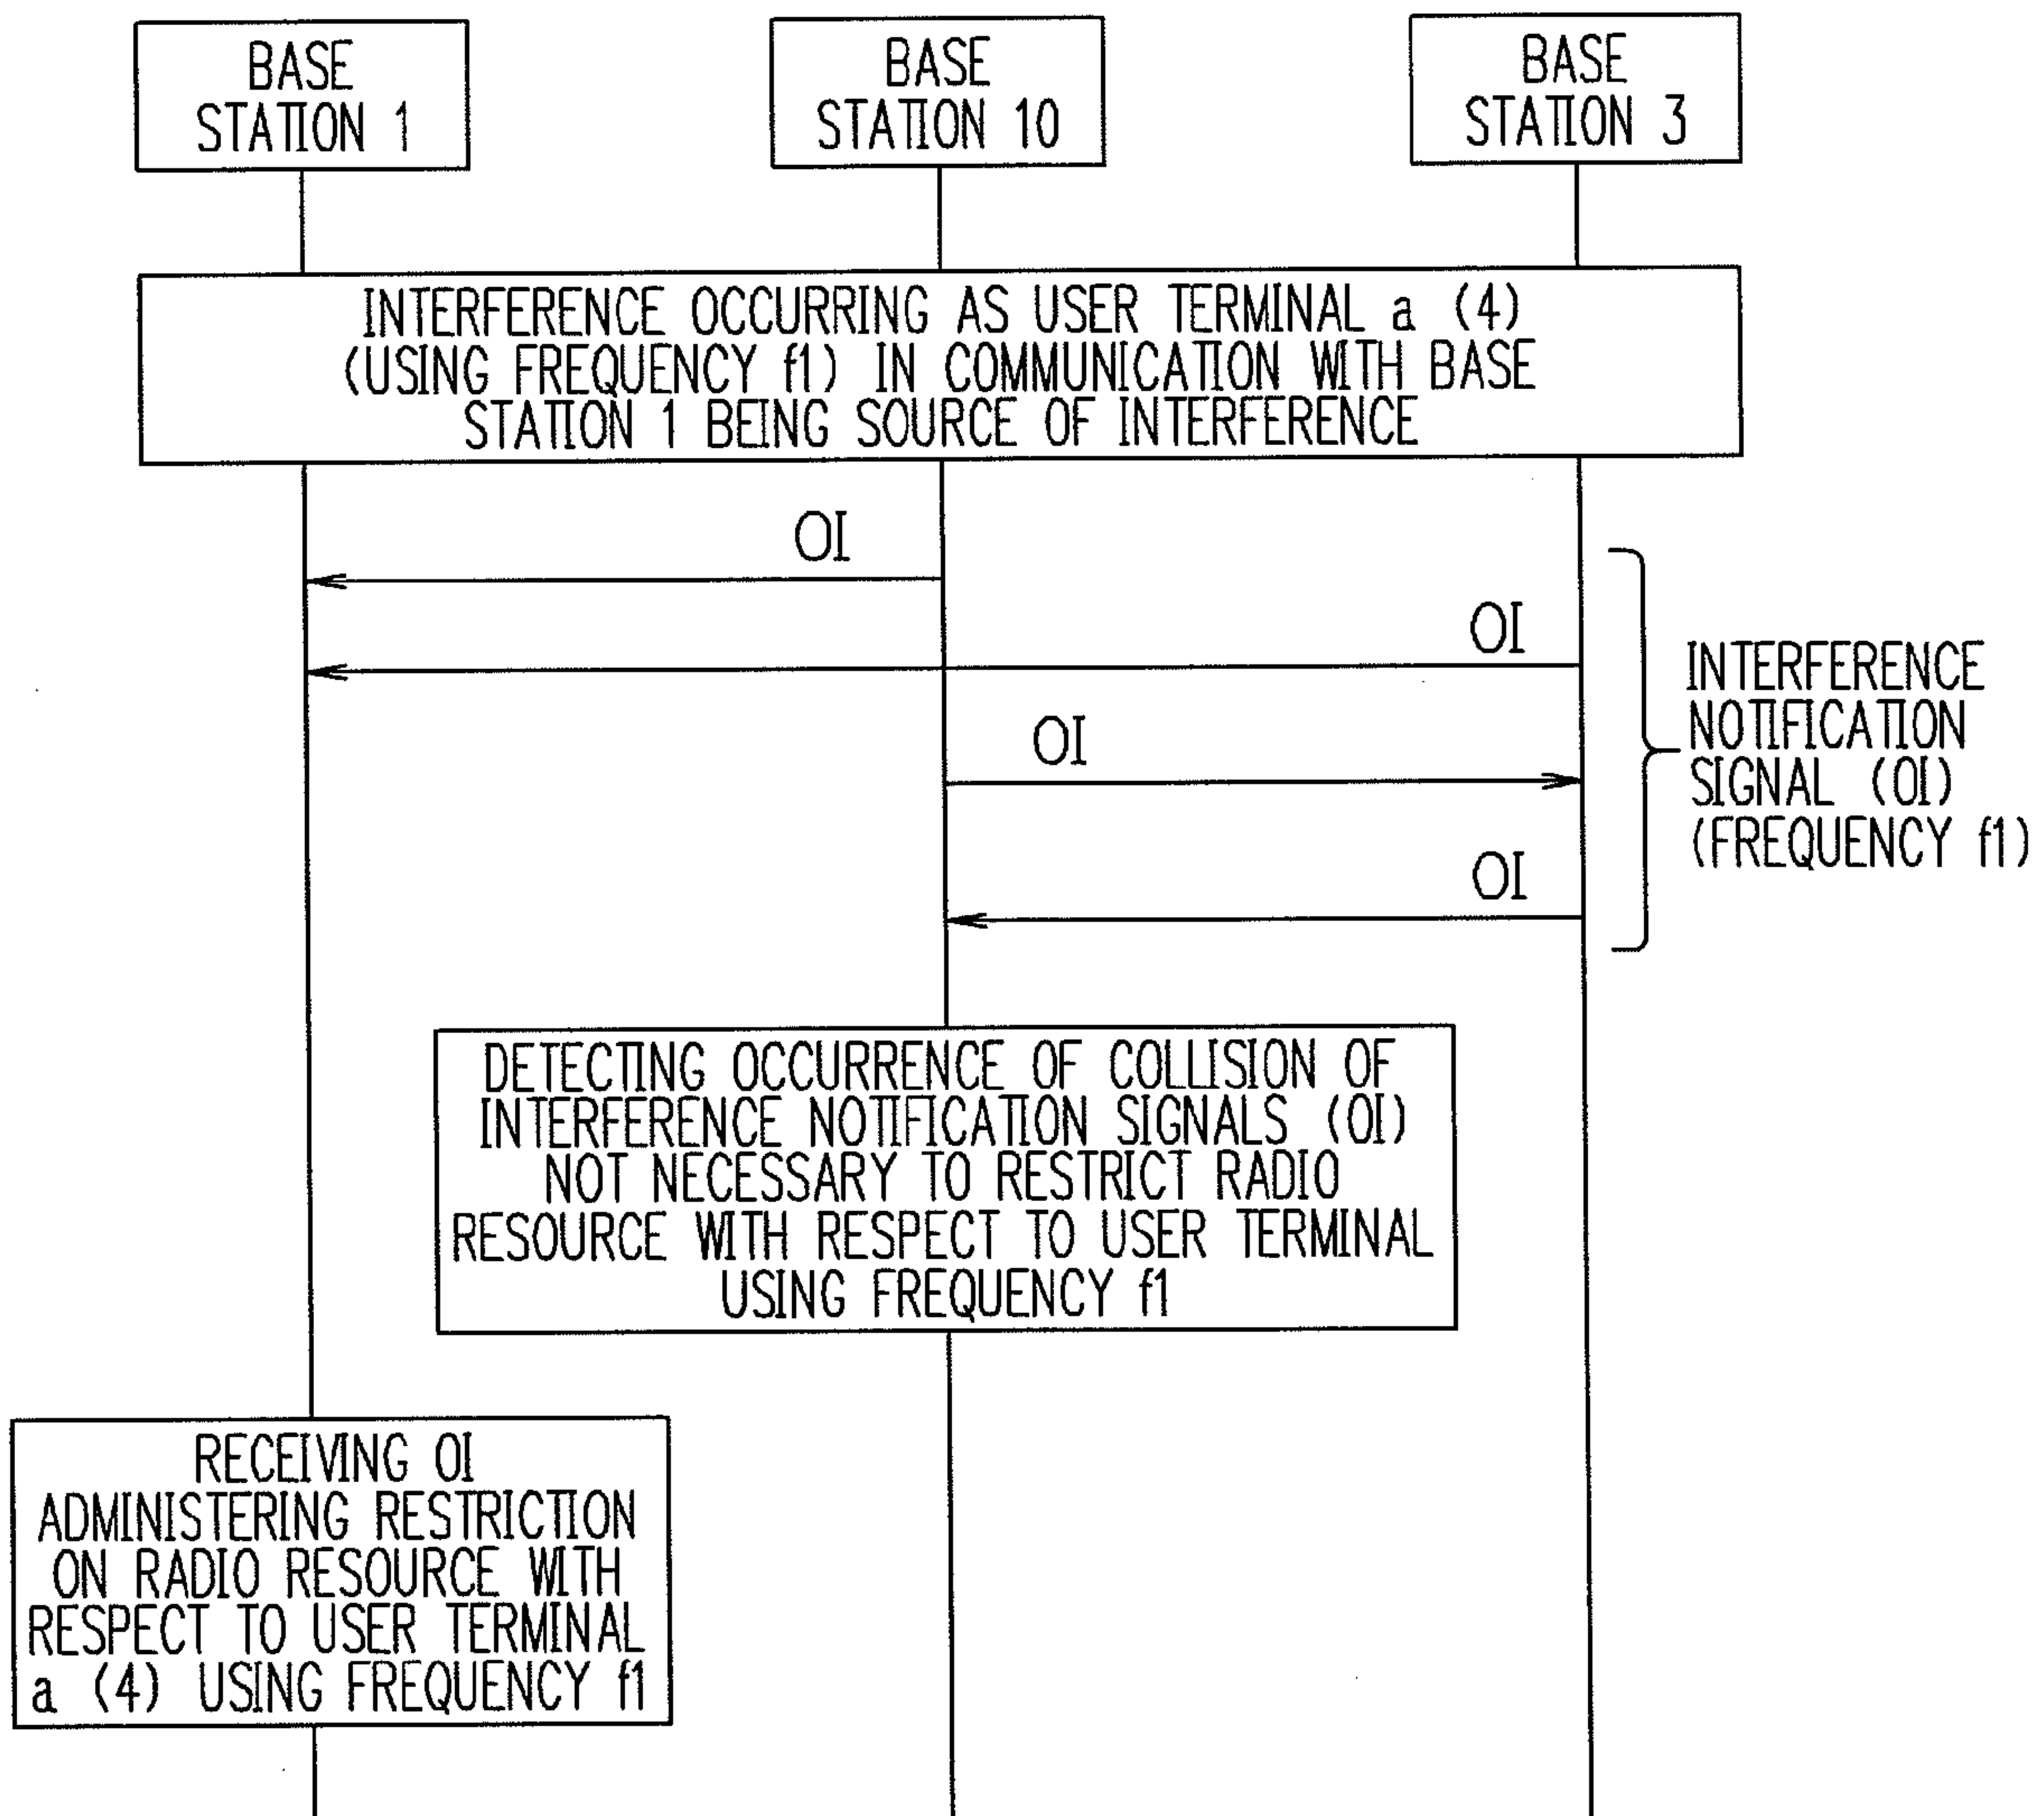 BASE
STATION 1
BASE
STATION 10
BASE
STATION 3
INTERFERENCE OCCURRING AS USER TERMINAL a (4)
(USING FREQUENCY f1) IN COMMUNICATION WITH BASE
STATION 1 BEING SOURCE OF INTERFERENCE
OI
OI
OI
OI
INTERFERENCE
NOTIFICATION
SIGNAL (OI)
(FREQUENCY f1)
DETECTING OCCURRENCE OF COLLISION OF
INTERFERENCE NOTIFICATION SIGNALS (OI)
NOT NECESSARY TO RESTRICT RADIO
RESOURCE WITH RESPECT TO USER TERMINAL
USING FREQUENCY f1
RECEIVING OI
ADMINISTERING RESTRICTION
ON RADIO RESOURCE WITH
RESPECT TO USER TERMINAL
a (4) USING FREQUENCY f1